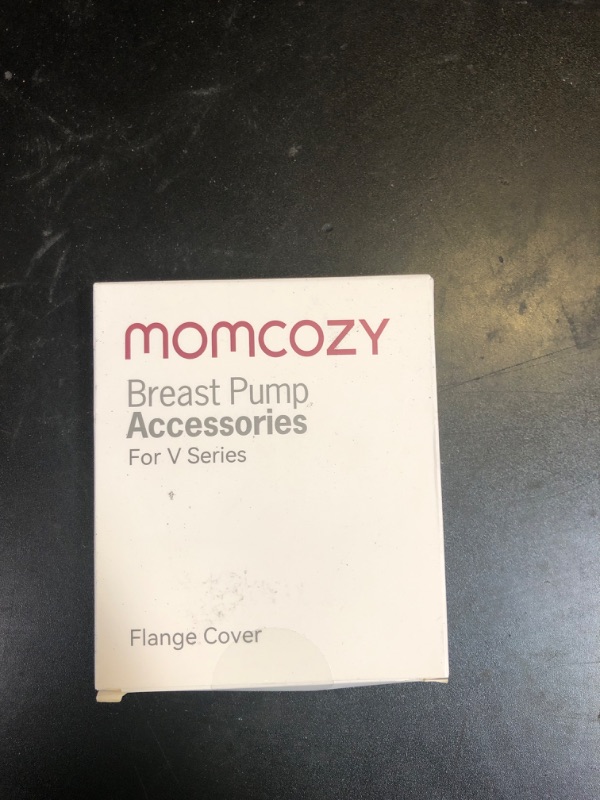 momcozy
Breast Pump
Accessories
For V Series
Flange Cover